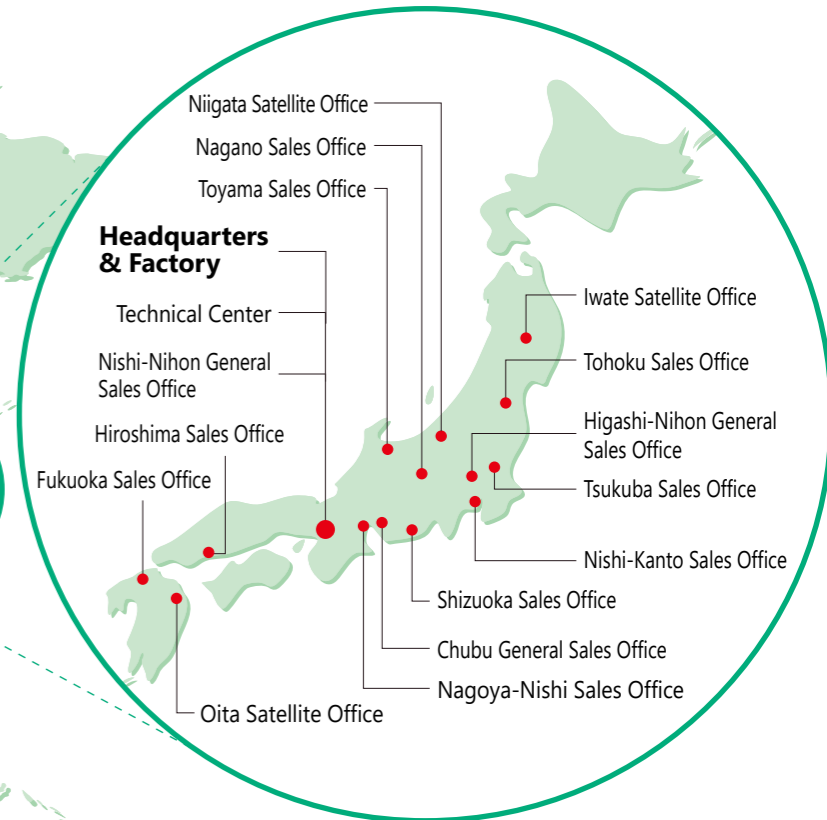 Niigata Satellite Office
Nagano Sales Office
Toyama Sales Office
Headquarters
& Factory
Technical Center
Nishi-Nihon General
Sales Office
Hiroshima Sales Office
Fukuoka Sales Office
Iwate Satellite Office
Tohoku Sales Office
Higashi-Nihon General
Sales Office
Tsukuba Sales Office
Nishi-Kanto Sales Office
Shizuoka Sales Office
Chubu General Sales Office
Nagoya-Nishi Sales Office
Oita Satellite Office